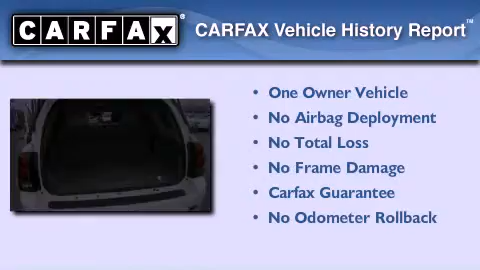 CARFAX® CARFAX Vehicle History Report™
• One Owner Vehicle
• No Airbag Deployment
• No Total Loss
• No Frame Damage
• Carfax Guarantee
• No Odometer Rollback